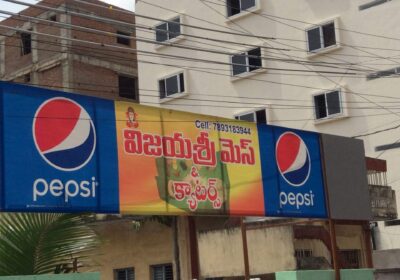 Cell: 7893183944
విజయశ్రీ మెస్
&
క్యాటర్స్
pepsi
pepsi